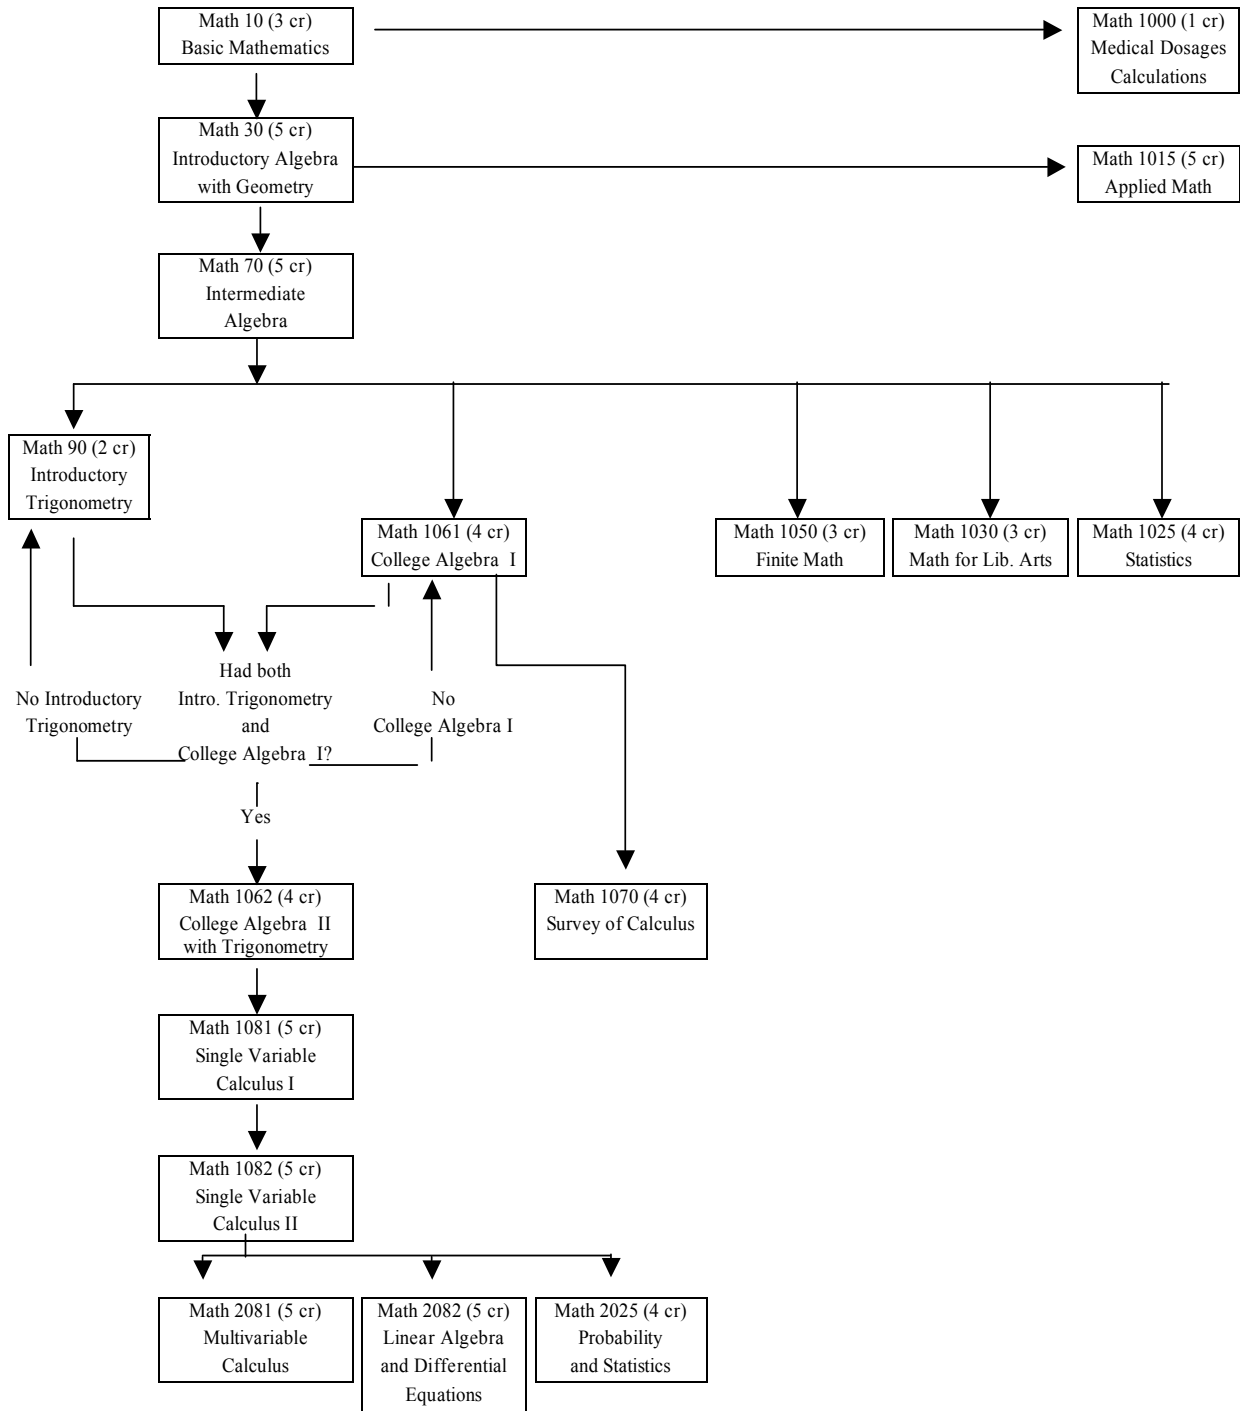 Math 10 (3 cr)
Basic Mathematics
Math 1000 (1 cr)
Medical Dosages
Calculations
Math 30 (5 cr)
Introductory Algebra
with Geometry
Math 1015 (5 cr)
Applied Math
Math 70 (5 cr)
Intermediate
Algebra
Math 90 (2 cr)
Introductory
Trigonometry
Math 1061 (4 cr)
College Algebra I
Math 1050 (3 cr)
Finite Math
Math 1030 (3 cr)
Math for Lib. Arts
Math 1025 (4 cr)
Statistics
No Introductory
Trigonometry
Had both
Intro. Trigonometry
and
College Algebra I?
No
College Algebra I
Yes
Math 1062 (4 cr)
College Algebra II
with Trigonometry
Math 1070 (4 cr)
Survey of Calculus
Math 1081 (5 cr)
Single Variable
Calculus I
Math 1082 (5 cr)
Single Variable
Calculus II
Math 2081 (5 cr)
Multivariable
Calculus
Math 2082 (5 cr)
Linear Algebra
and Differential
Equations
Math 2025 (4 cr)
Probability
and Statistics